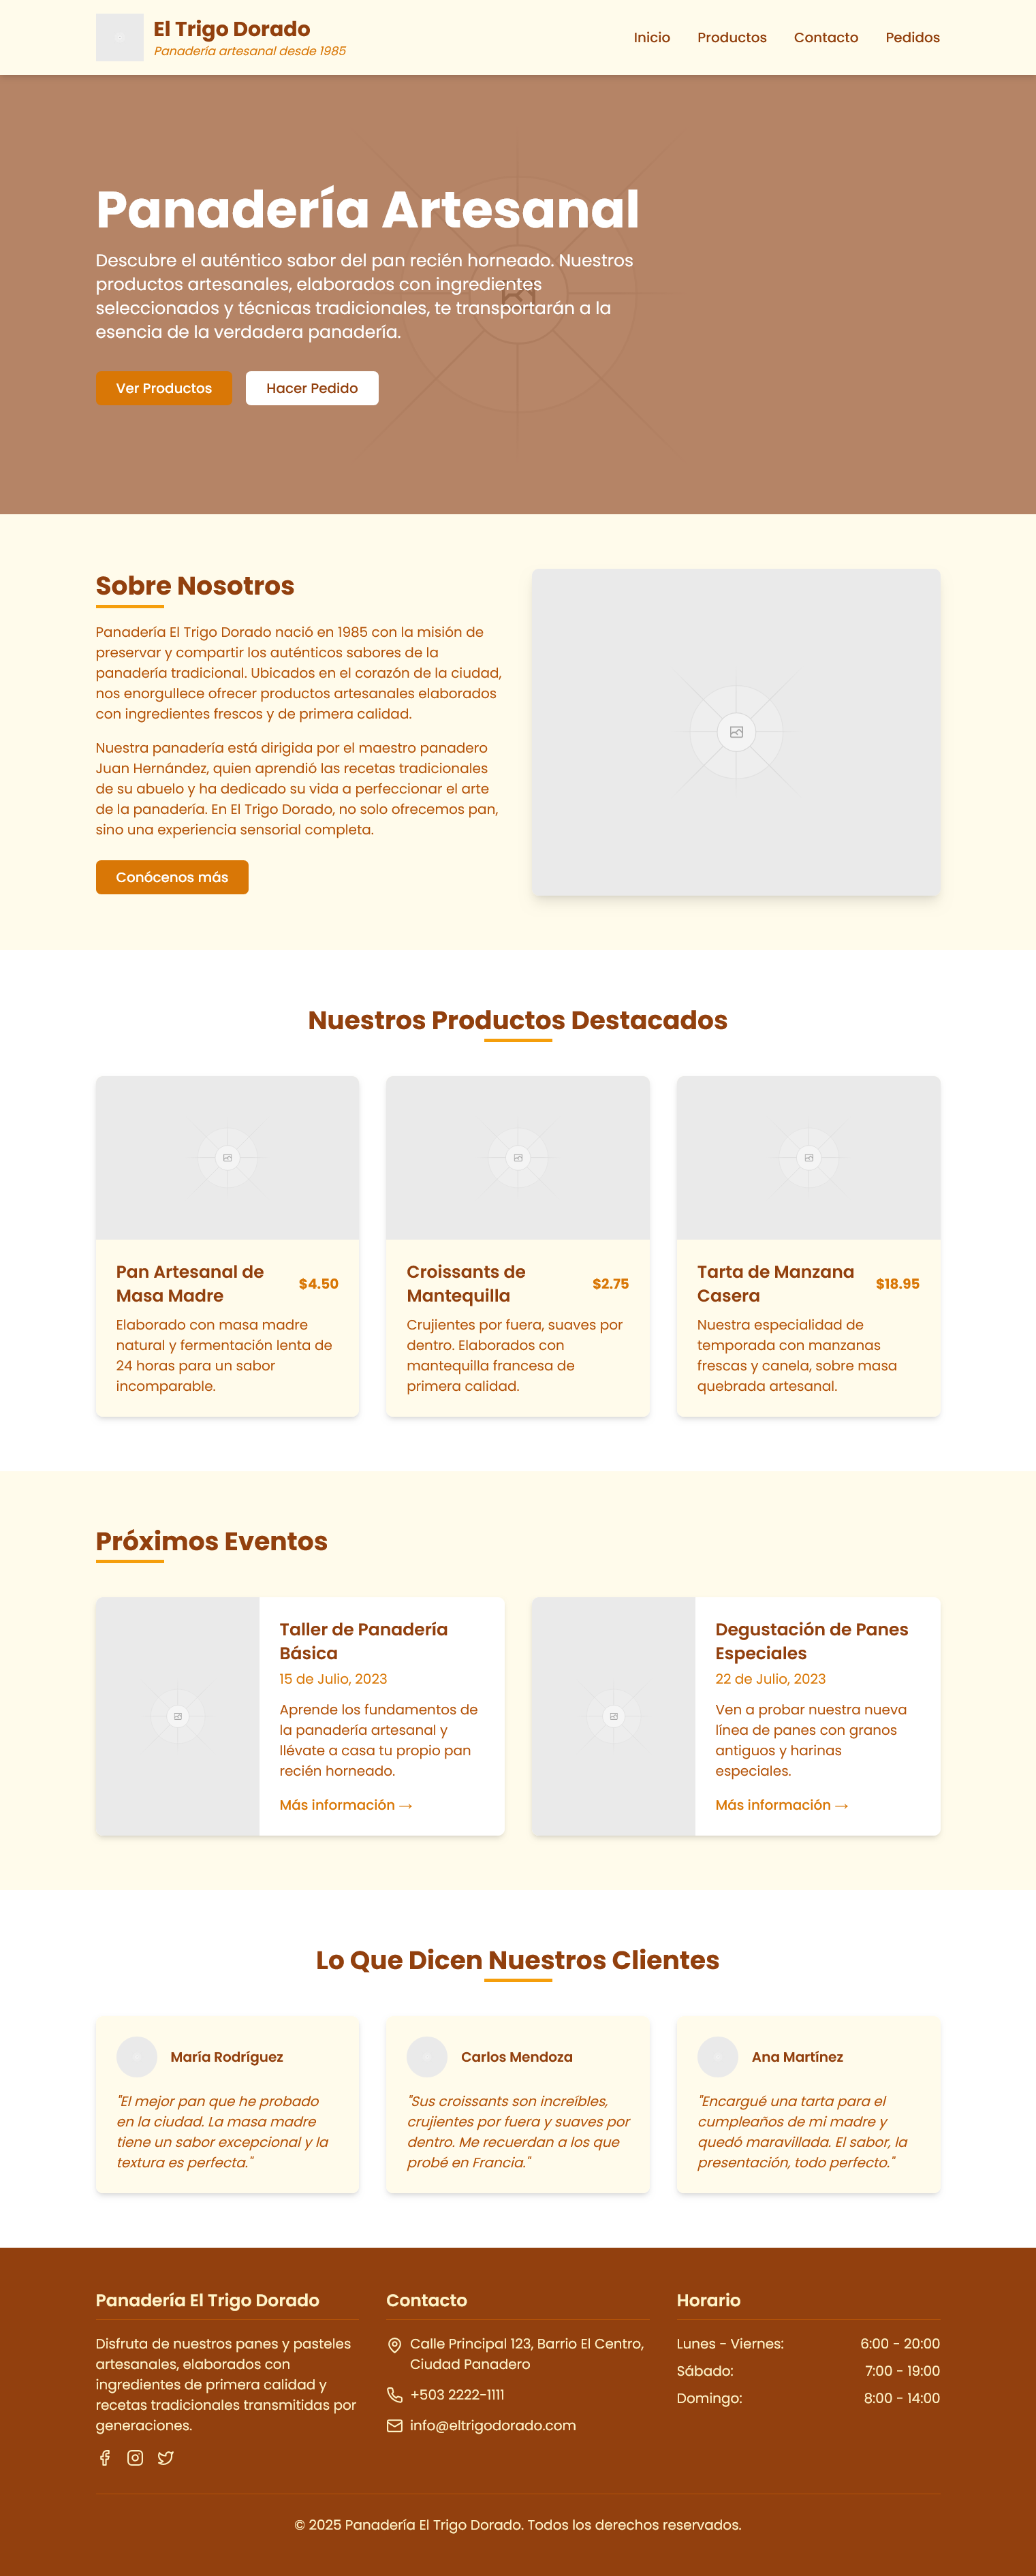 El Trigo Dorado
Panadería artesanal desde 1985
Inicio Productos Contacto Pedidos
Panadería Artesanal
Descubre el auténtico sabor del pan recién horneado. Nuestros
productos artesanales, elaborados con ingredientes
seleccionados y técnicas tradicionales, te transportarán a la
esencia de la verdadera panadería.
Ver Productos Hacer Pedido
Sobre Nosotros
Panadería El Trigo Dorado nació en 1985 con la misión de
preservar y compartir los auténticos sabores de la
panadería tradicional. Ubicados en el corazón de la ciudad,
nos enorgullece ofrecer productos artesanales elaborados
con ingredientes frescos y de primera calidad.
Nuestra panadería está dirigida por el maestro panadero
Juan Hernández, quien aprendió las recetas tradicionales
de su abuelo y ha dedicado su vida a perfeccionar el arte
de la panadería. En El Trigo Dorado, no solo ofrecemos pan,
sino una experiencia sensorial completa.
Conócenos más
Nuestros Productos Destacados
Pan Artesanal de
Masa Madre
$4.50
Elaborado con masa madre
natural y fermentación lenta de
24 horas para un sabor
incomparable.
Croissants de
Mantequilla
$2.75
Crujientes por fuera, suaves por
dentro. Elaborados con
mantequilla francesa de
primera calidad.
Tarta de Manzana
Casera
$18.95
Nuestra especialidad de
temporada con manzanas
frescas y canela, sobre masa
quebrada artesanal.
Próximos Eventos
Taller de Panadería
Básica
15 de Julio, 2023
Aprende los fundamentos de
la panadería artesanal y
llévate a casa tu propio pan
recién horneado.
Más información →
Degustación de Panes
Especiales
22 de Julio, 2023
Ven a probar nuestra nueva
línea de panes con granos
antiguos y harinas
especiales.
Más información →
Lo Que Dicen Nuestros Clientes
María Rodríguez
"El mejor pan que he probado
en la ciudad. La masa madre
tiene un sabor excepcional y la
textura es perfecta."
Carlos Mendoza
"Sus croissants son increíbles,
crujientes por fuera y suaves por
dentro. Me recuerdan a los que
probé en Francia."
Ana Martínez
"Encargué una tarta para el
cumpleaños de mi madre y
quedó maravillada. El sabor, la
presentación, todo perfecto."
Panadería El Trigo Dorado
Disfruta de nuestros panes y pasteles
artesanales, elaborados con
ingredientes de primera calidad y
recetas tradicionales transmitidas por
generaciones.
Contacto
Calle Principal 123, Barrio El Centro,
Ciudad Panadero
+503 2222-1111
info@eltrigodorado.com
Horario
Lunes - Viernes: 6:00 - 20:00
Sábado: 7:00 - 19:00
Domingo: 8:00 - 14:00
© 2025 Panadería El Trigo Dorado. Todos los derechos reservados.